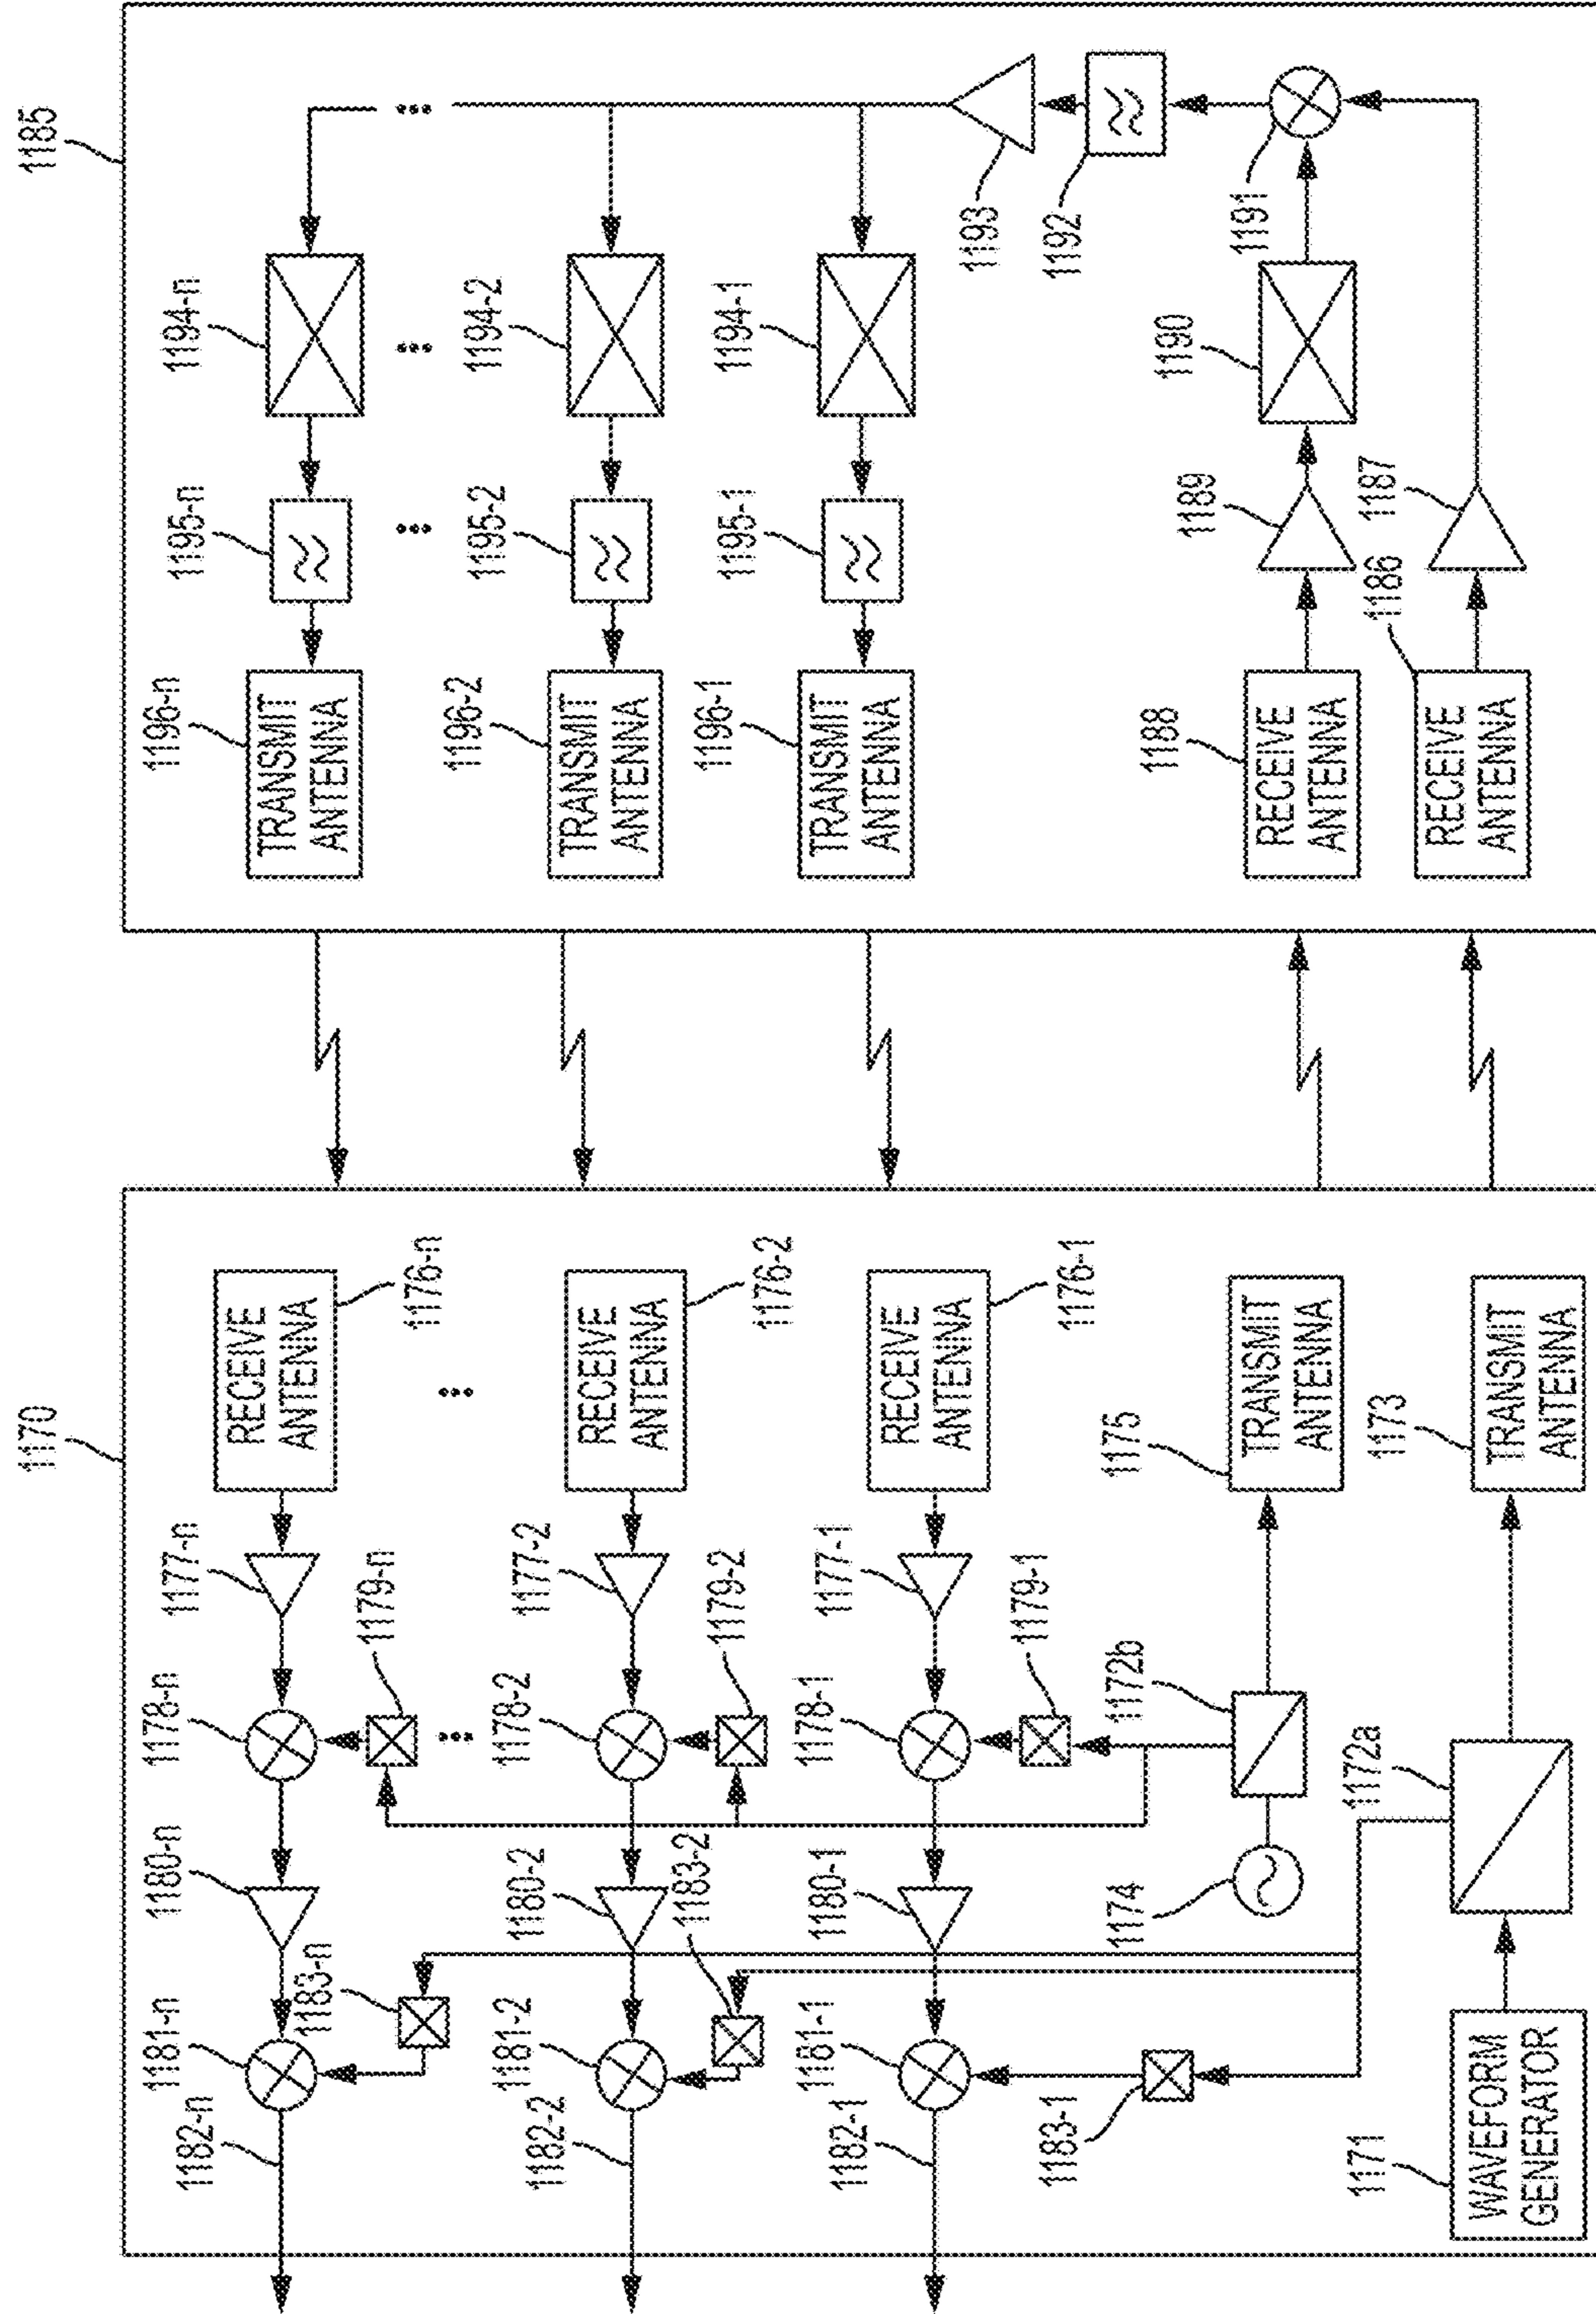 1170
1185
1182-n
1181-n
1180-n
1178-n
1177-n
RECEIVE
ANTENNA
1176-n
1183-n
1179-n
1182-2
1181-2
1180-2
1178-2
1177-2
RECEIVE
ANTENNA
1176-2
1183-2
1179-2
1182-1
1181-1
1180-1
1178-1
1177-1
RECEIVE
ANTENNA
1176-1
1183-1
1179-1
1174
1172b
1175
TRANSMIT
ANTENNA
1171
WAVEFORM
GENERATOR
1172a
1173
TRANSMIT
ANTENNA
1196-n
TRANSMIT
ANTENNA
1195-n
1194-n
1196-2
TRANSMIT
ANTENNA
1195-2
1194-2
1196-1
TRANSMIT
ANTENNA
1195-1
1194-1
1193
1192
1191
1188
RECEIVE
ANTENNA
1189
1190
1186
RECEIVE
ANTENNA
1187